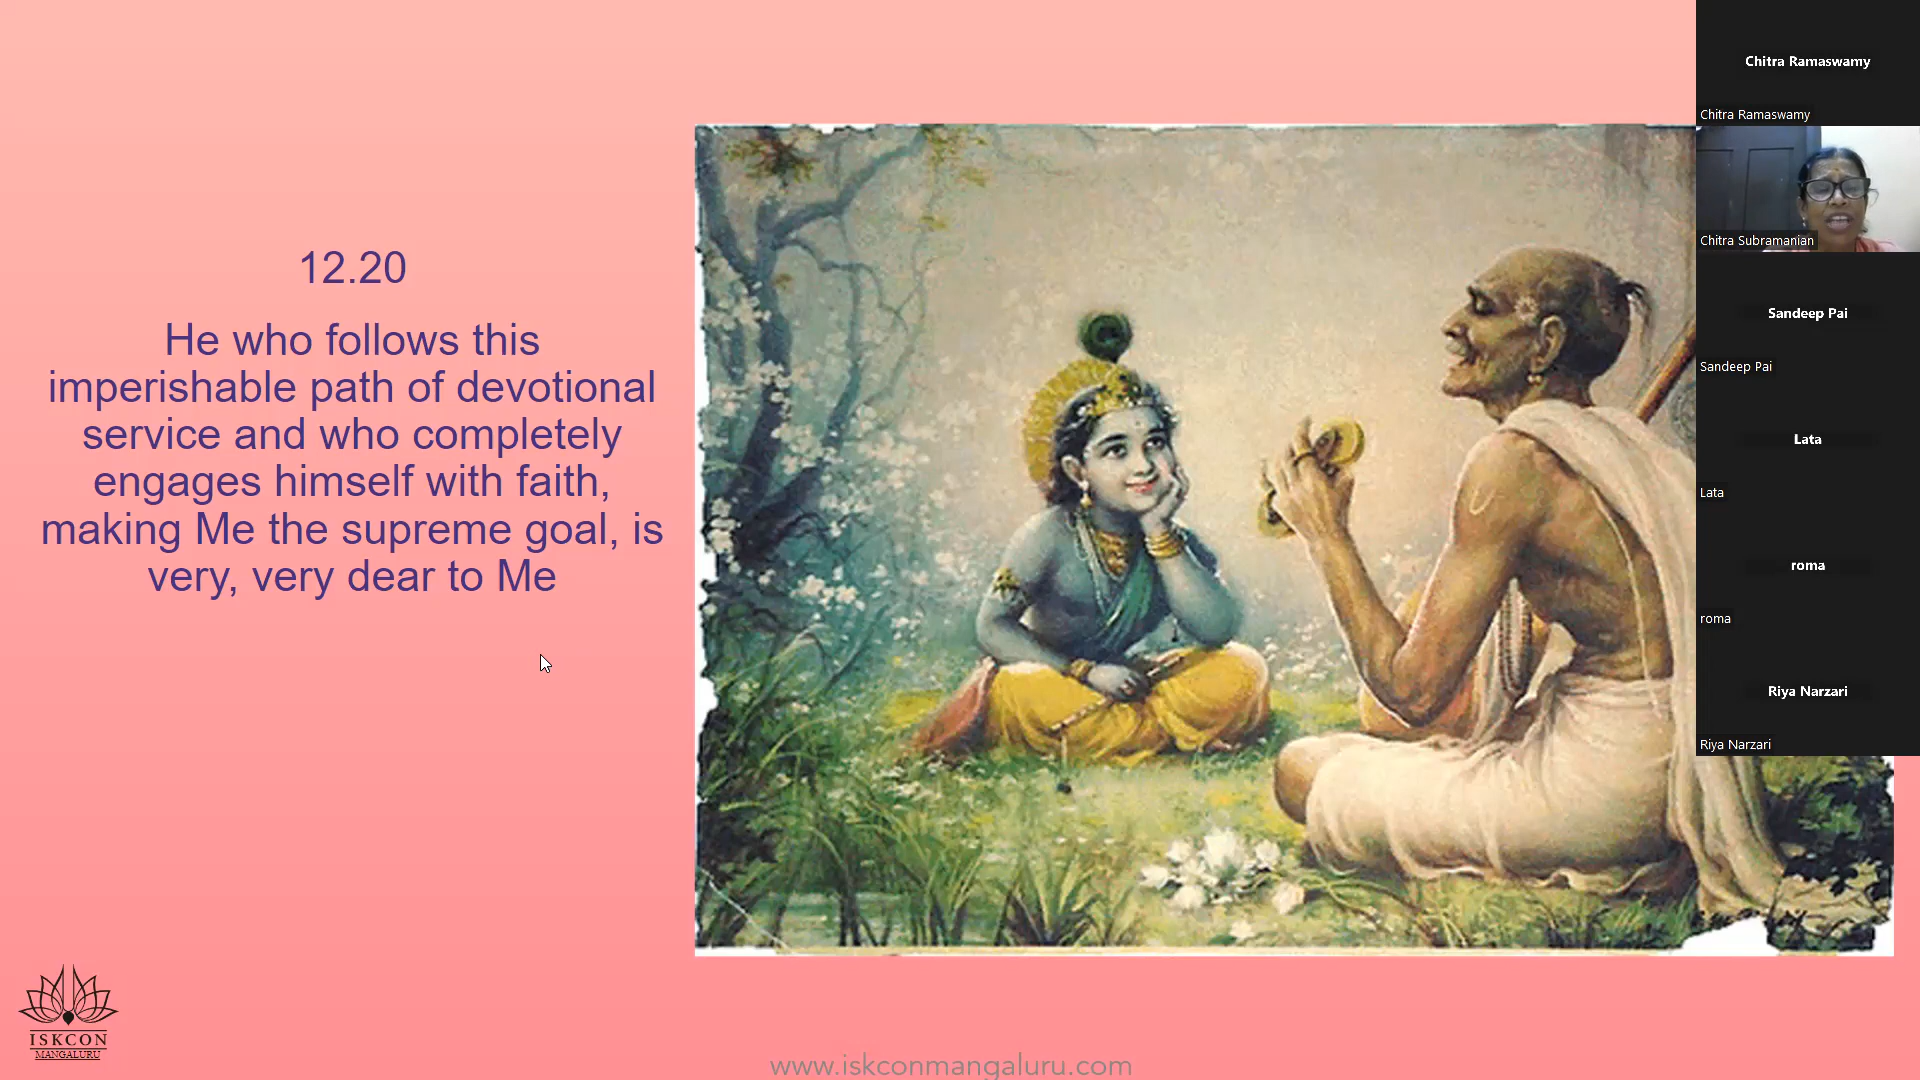 12.20
He who follows this
imperishable path of devotional
service and who completely
engages himself with faith,
making Me the supreme goal, is
very, very dear to Me
ISKCON
MANGALURU
www.iskconmangaluru.com
Chitra Ramaswamy
Chitra Ramaswamy
Chitra Subramanian
Sandeep Pai
Sandeep Pai
Lata
Lata
roma
roma
Riya Narzari
Riya Narzari